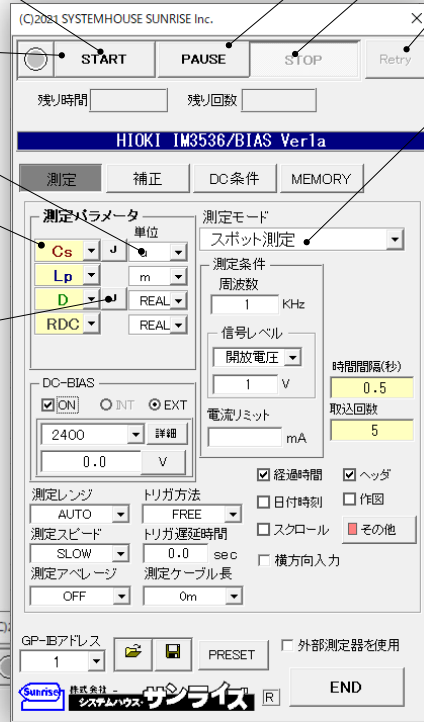 (C)2021 SYSTEMHOUSE SUNRISE Inc.
START PAUSE STOP Retry
残り時間 残り回数
HIOKI IM3536/BIAS Ver1a
測定 補正 DC条件 MEMORY
測定パラメータ
単位
Cs J u
Lp m
D J REAL
RDC REAL
測定モード
スポット測定
測定条件
周波数
1 KHz
信号レベル
開放電圧
1 V
電流リミット
mA
時間間隔(秒)
0.5
取込回数
5
DC-BIAS
ON INT EXT
2400 詳細
0.0 V
測定レンジ トリガ方法
AUTO FREE
測定スピード トリガ遅延時間
SLOW 0.0 sec
測定アベレージ 測定ケーブル長
OFF 0m
経過時間 ヘッダ
日付時刻 作図
スクロール その他
横方向入力
GP-IBアドレス
1 PRESET
外部測定器を使用
Sunrise 株式会社 システムハウス・サンライズ R END